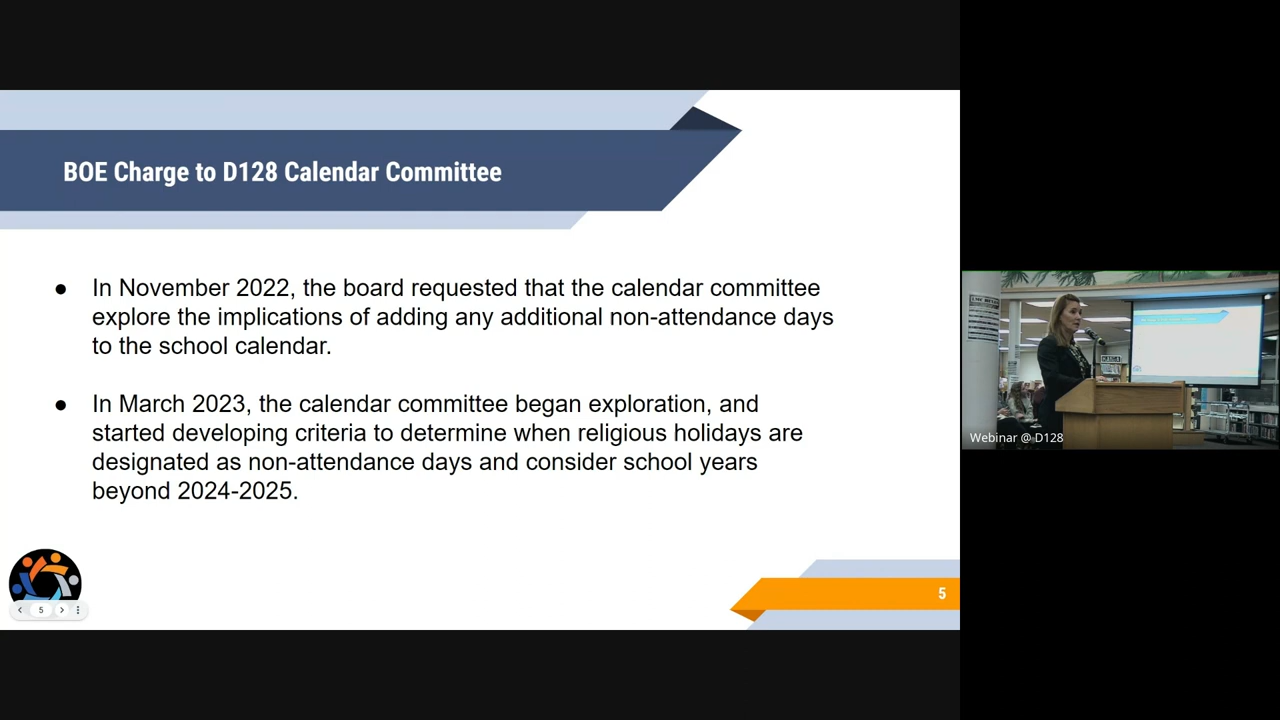 BOE Charge to D128 Calendar Committee
● In November 2022, the board requested that the calendar committee
explore the implications of adding any additional non-attendance days
to the school calendar.
● In March 2023, the calendar committee began exploration, and
started developing criteria to determine when religious holidays are
designated as non-attendance days and consider school years
beyond 2024-2025.
5
5
Webinar @ D128